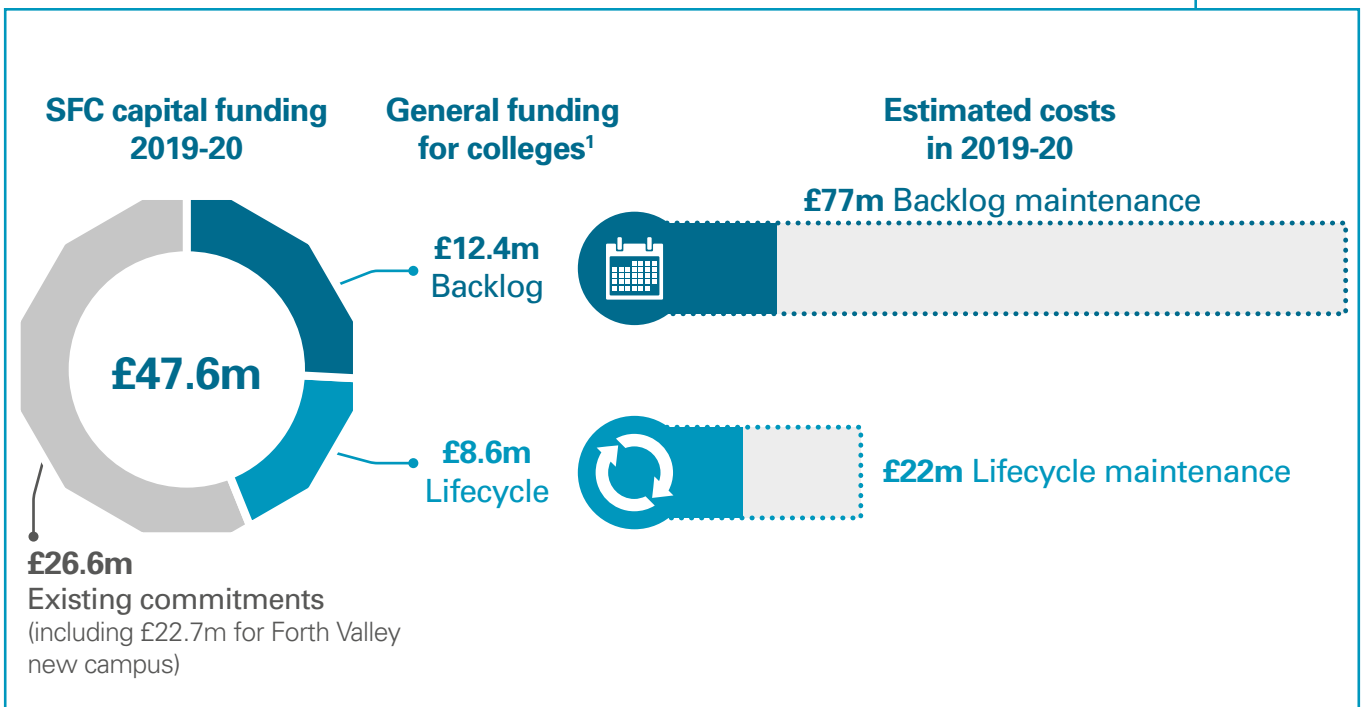 SFC capital funding
2019-20
General funding
for colleges¹
Estimated costs
in 2019-20
£47.6m
£12.4m
Backlog
£77m Backlog maintenance
£8.6m
Lifecycle
£22m Lifecycle maintenance
£26.6m
Existing commitments
(including £22.7m for Forth Valley
new campus)